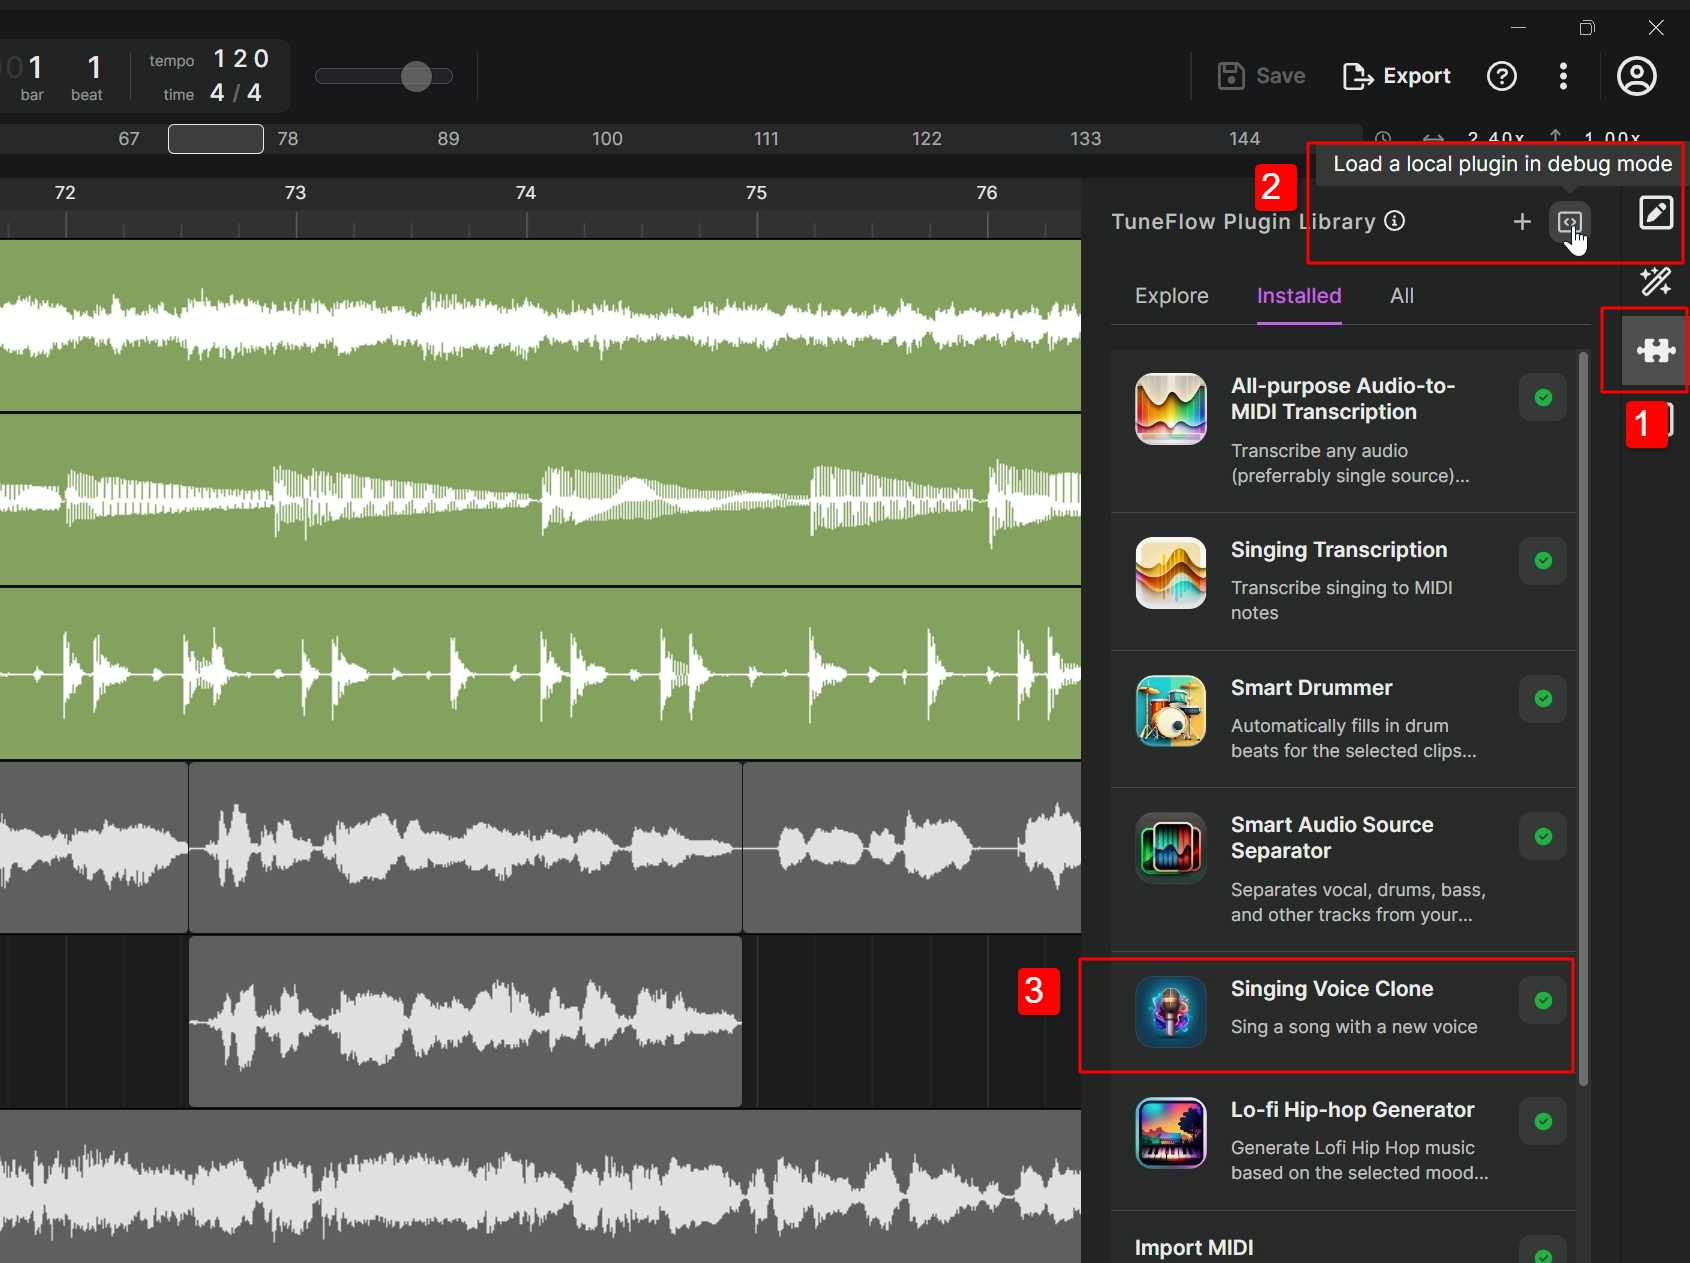 001 1
bar beat
tempo 120
time 4 / 4
Save
Export
67 78 89 100 111 122 133 144
2.40x 1.00x
Load a local plugin in debug mode
72 73 74 75 76
2
TuneFlow Plugin Library
Explore Installed All
1
All-purpose Audio-to-
MIDI Transcription
Transcribe any audio
(preferrably single source)...
Singing Transcription
Transcribe singing to MIDI
notes
Smart Drummer
Automatically fills in drum
beats for the selected clips...
Smart Audio Source
Separator
Separates vocal, drums, bass,
and other tracks from your...
3
Singing Voice Clone
Sing a song with a new voice
Lo-fi Hip-hop Generator
Generate Lofi Hip Hop music
based on the selected mood...
Import MIDI